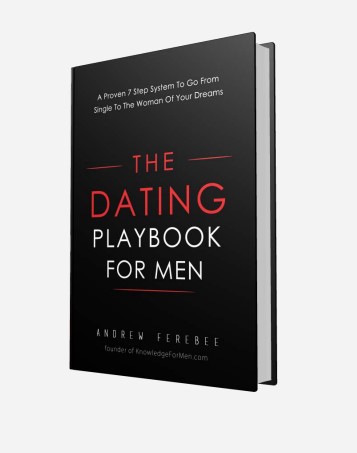 A Proven 7 Step System To Go From
Single To The Woman Of Your Dreams
THE
DATING
PLAYBOOK
FOR MEN
ANDREW FEREBEE
founder of KnowledgeForMen.com